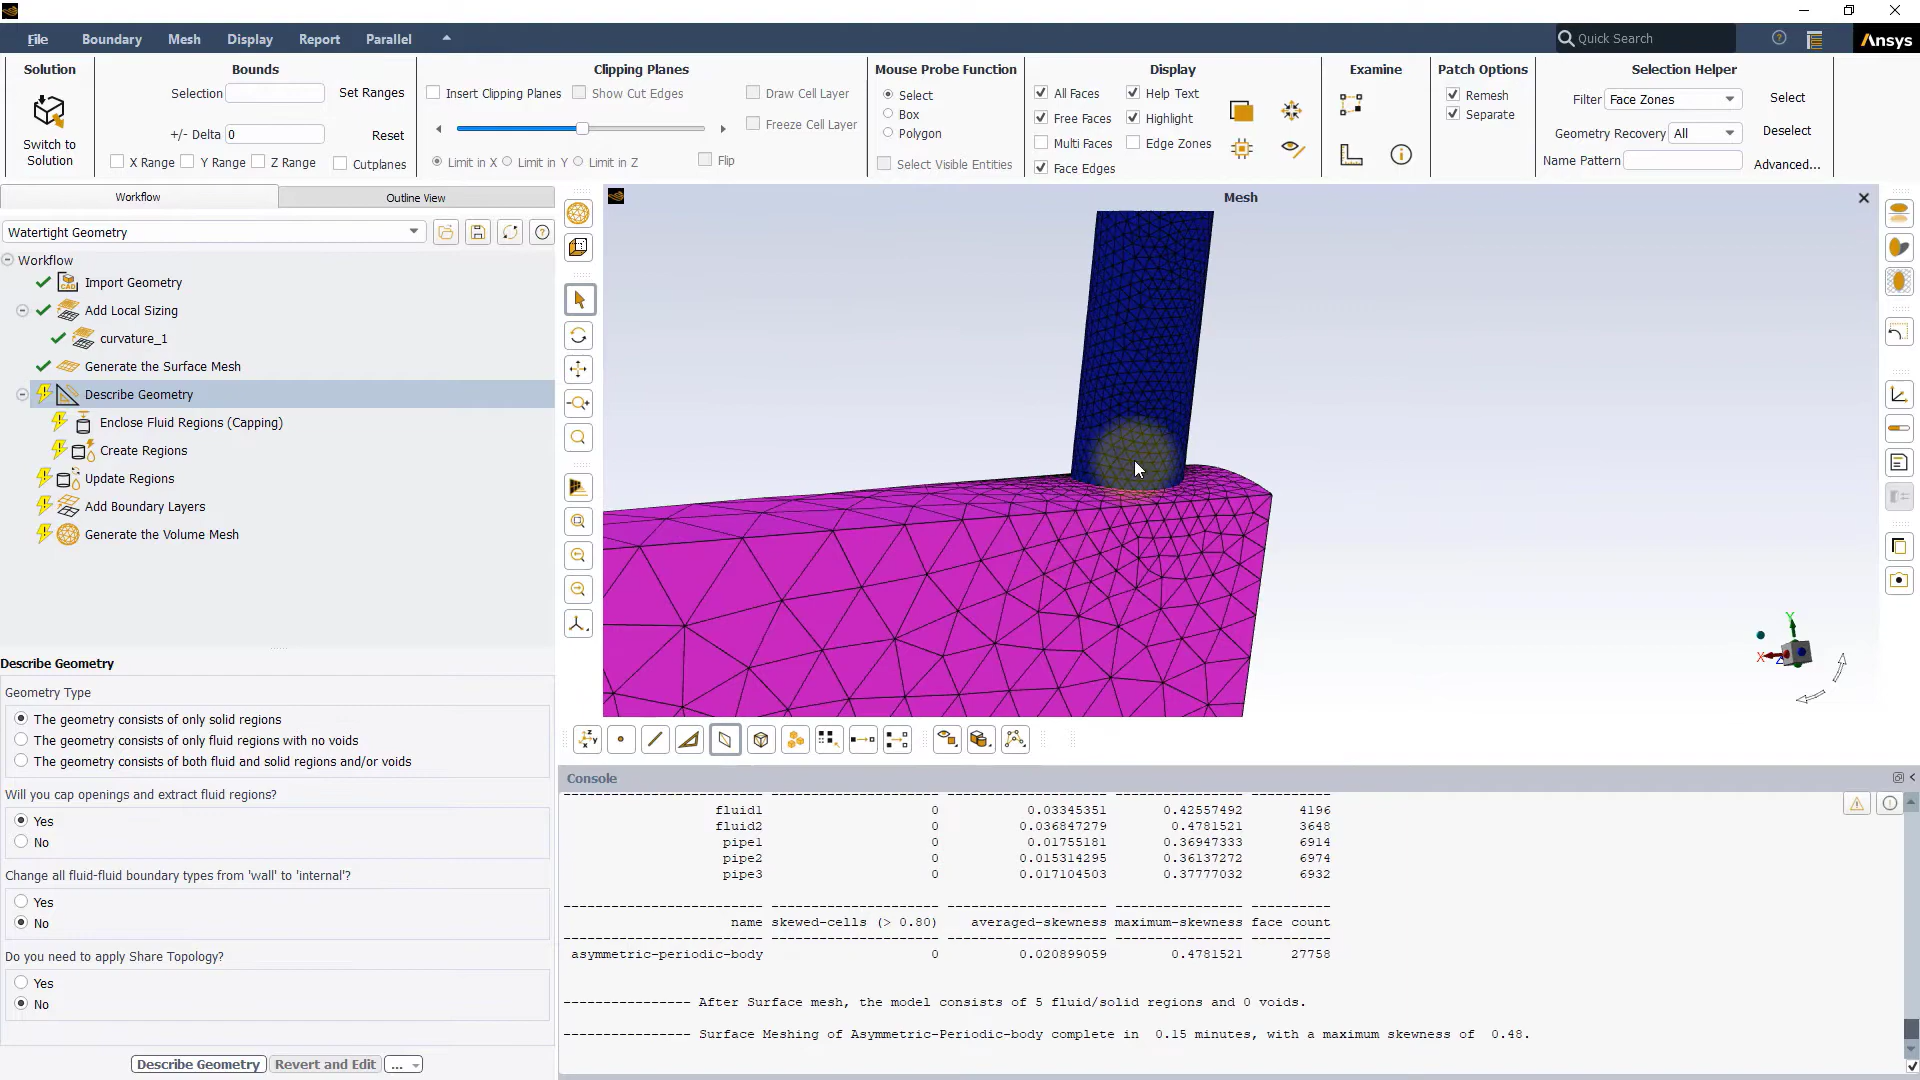 File Boundary Mesh Display Report Parallel Quick Search Ansys
Solution
Switch to
Solution
Bounds
Selection Set Ranges
+/- Delta 0 Reset
X Range Y Range Z Range Cutplanes
Clipping Planes
Insert Clipping Planes Show Cut Edges Draw Cell Layer
Freeze Cell Layer
Limit in X Limit in Y Limit in Z Flip
Mouse Probe Function
Select
Box
Polygon
Select Visible Entities
Display
All Faces Help Text
Free Faces Highlight
Multi Faces Edge Zones
Face Edges
Examine
Patch Options
Remesh
Separate
Selection Helper
Filter Face Zones Select
Geometry Recovery All Deselect
Name Pattern Advanced...
Workflow Outline View
Watertight Geometry
Workflow
Import Geometry
Add Local Sizing
curvature_1
Generate the Surface Mesh
Describe Geometry
Enclose Fluid Regions (Capping)
Create Regions
Update Regions
Add Boundary Layers
Generate the Volume Mesh
Describe Geometry
Geometry Type
The geometry consists of only solid regions
The geometry consists of only fluid regions with no voids
The geometry consists of both fluid and solid regions and/or voids
Will you cap openings and extract fluid regions?
Yes
No
Change all fluid-fluid boundary types from 'wall' to 'internal'?
Yes
No
Do you need to apply Share Topology?
Yes
No
Describe Geometry Revert and Edit ...
Mesh
Y
X
Z
Console
fluid1 0 0.03345351 0.42557492 4196
fluid2 0 0.036847279 0.4781521 3648
pipe1 0 0.01755181 0.36947333 6914
pipe2 0 0.015314295 0.36137272 6974
pipe3 0 0.017104503 0.37777032 6932
name skewed-cells (> 0.80) averaged-skewness maximum-skewness face count
asymmetric-periodic-body 0 0.020899059 0.4781521 27758
--------------- After Surface mesh, the model consists of 5 fluid/solid regions and 0 voids.
--------------- Surface Meshing of Asymmetric-Periodic-body complete in 0.15 minutes, with a maximum skewness of 0.48.